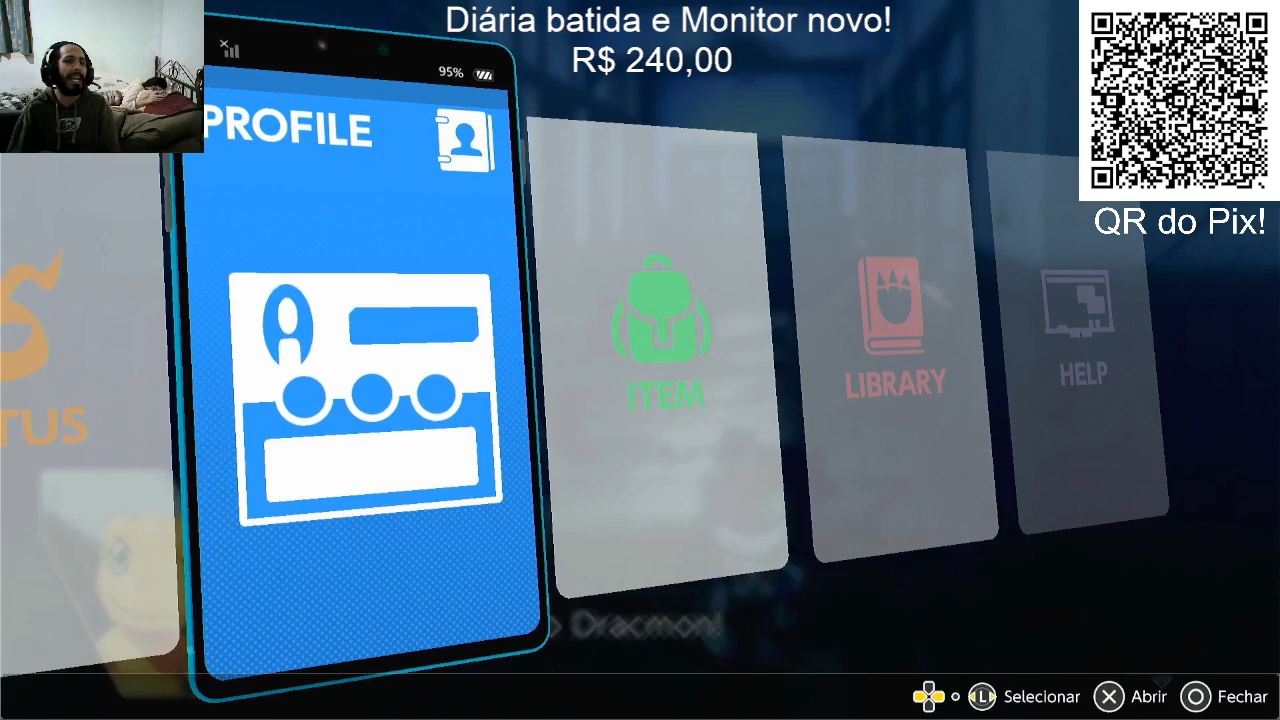 Diária batida e Monitor novo!
R$ 240,00
95%
PROFILE
TUS
ITEM
LIBRARY
HELP
QR do Pix!
Dracmon!
L Selecionar
Abrir
Fechar